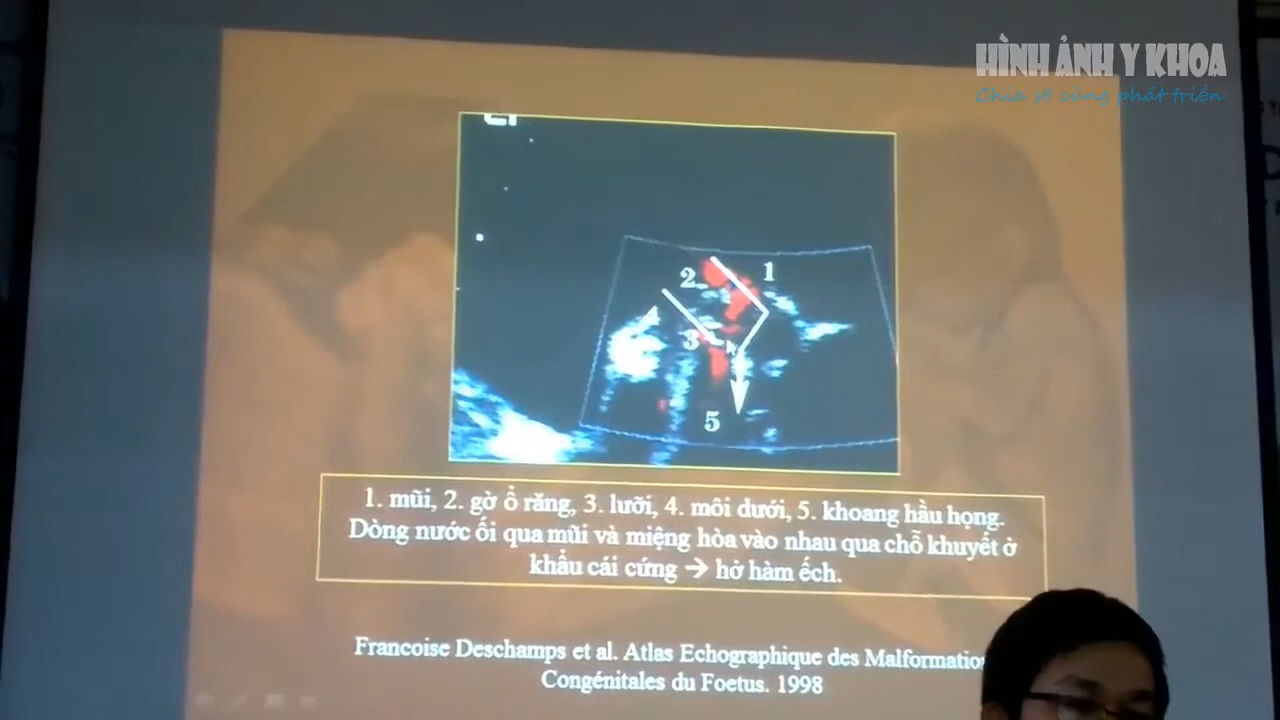 HÌNH ẢNH Y KHOA
Chia sẻ cùng phát triển
1
2
4
3
5
1. mũi, 2. gờ ổ răng, 3. lưỡi, 4. môi dưới, 5. khoang hầu họng.
Dòng nước ối qua mũi và miệng hòa vào nhau qua chỗ khuyết ở
khẩu cái cứng → hở hàm ếch.
Francoise Deschamps et al. Atlas Echographique des Malformation
Congénitales du Foetus. 1998